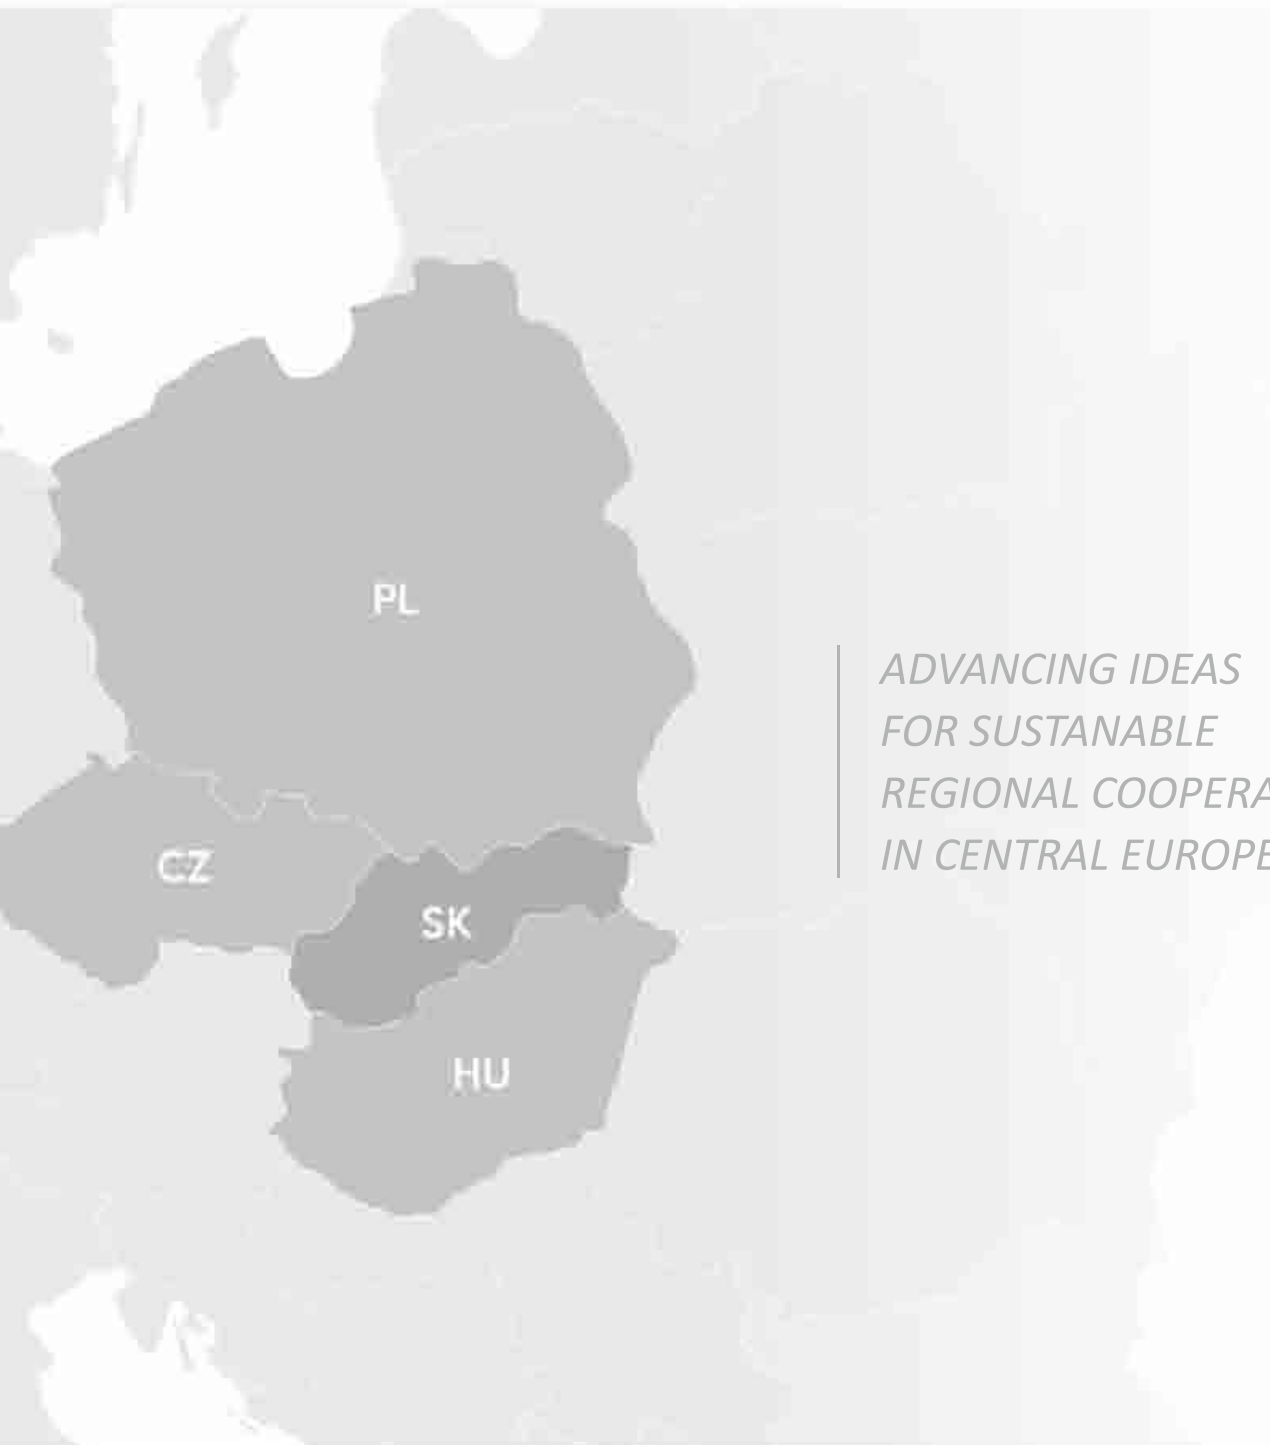 PL
ADVANCING IDEAS
FOR SUSTANABLE
REGIONAL COOPERA
IN CENTRAL EUROPE
CZ
SK
HU